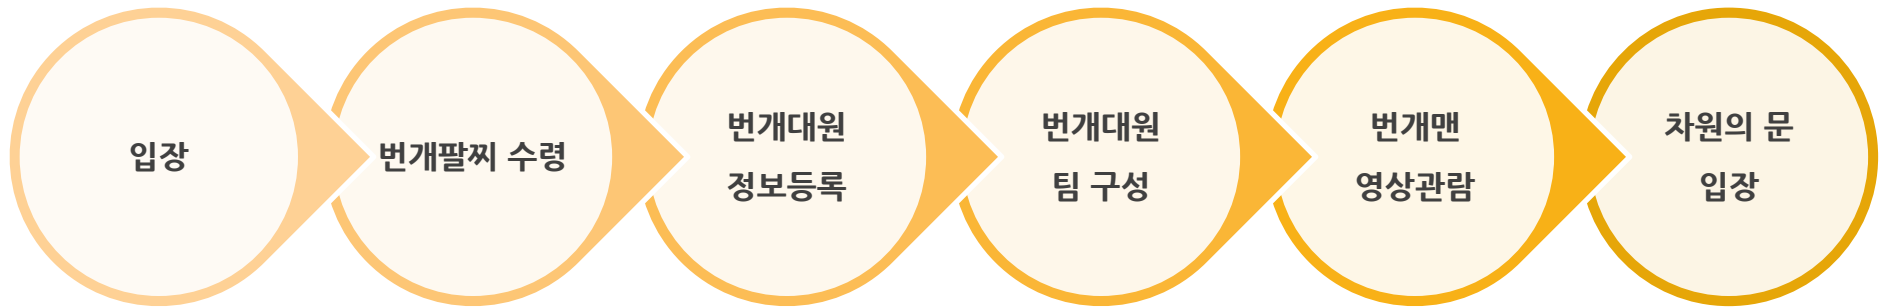 입장
번개팔찌 수령
번개대원
정보등록
번개대원
팀 구성
번개맨
영상관람
차원의 문
입장